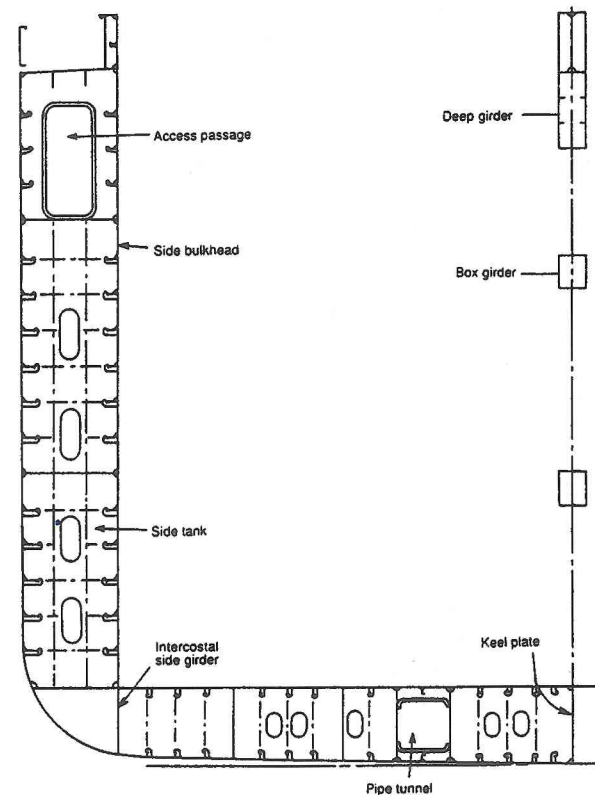 Access passage
Deep girder
Side bulkhead
Box girder
Side tank
Intercostal
side girder
Keel plate
Pipe tunnel